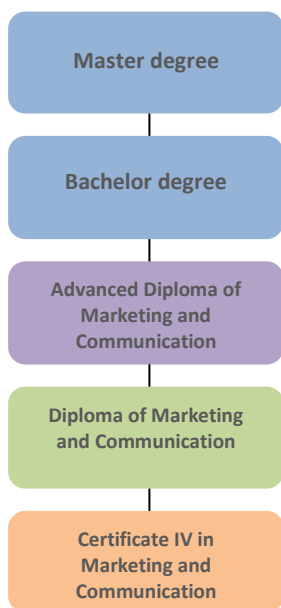 Master degree
Bachelor degree
Advanced Diploma of
Marketing and
Communication
Diploma of Marketing
and Communication
Certificate IV in
Marketing and
Communication